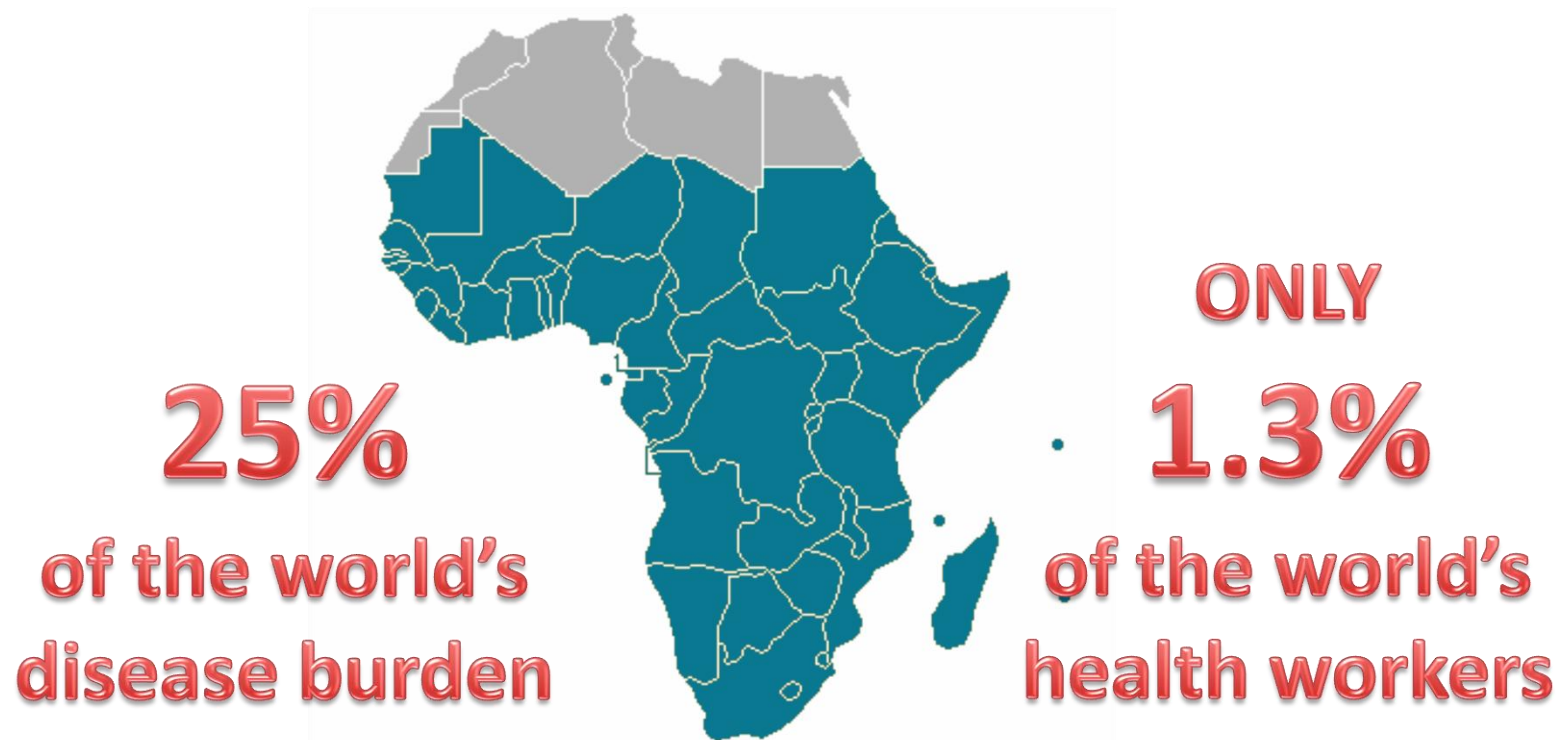 25%
of the world's
disease burden
ONLY
1.3%
of the world's
health workers